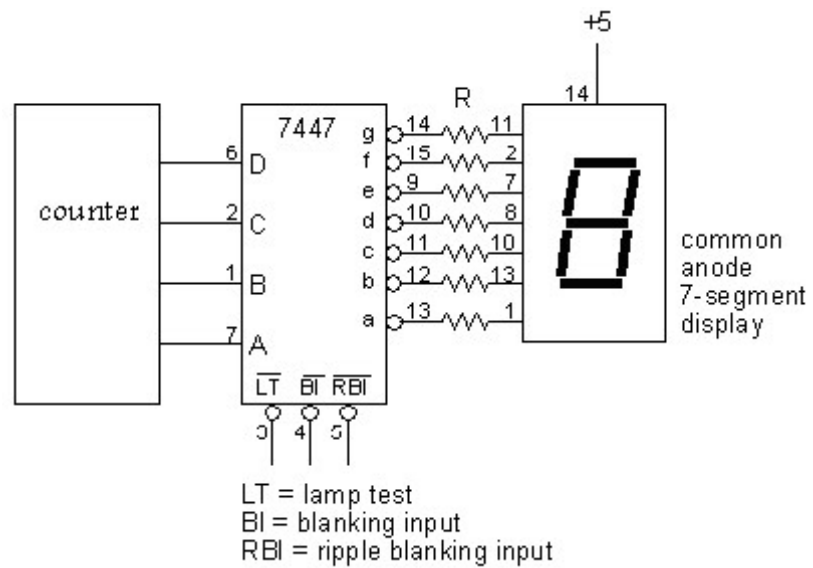 +5
14
R
7447
g 14 11
6 D f 15 2
e 9 7
counter 2 C d 10 8
c 11 10
1 B b 12 13
7 A a 13 1
common
anode
7-segment
display
LT BI RBI
3 4 5
LT = lamp test
BI = blanking input
RBI = ripple blanking input